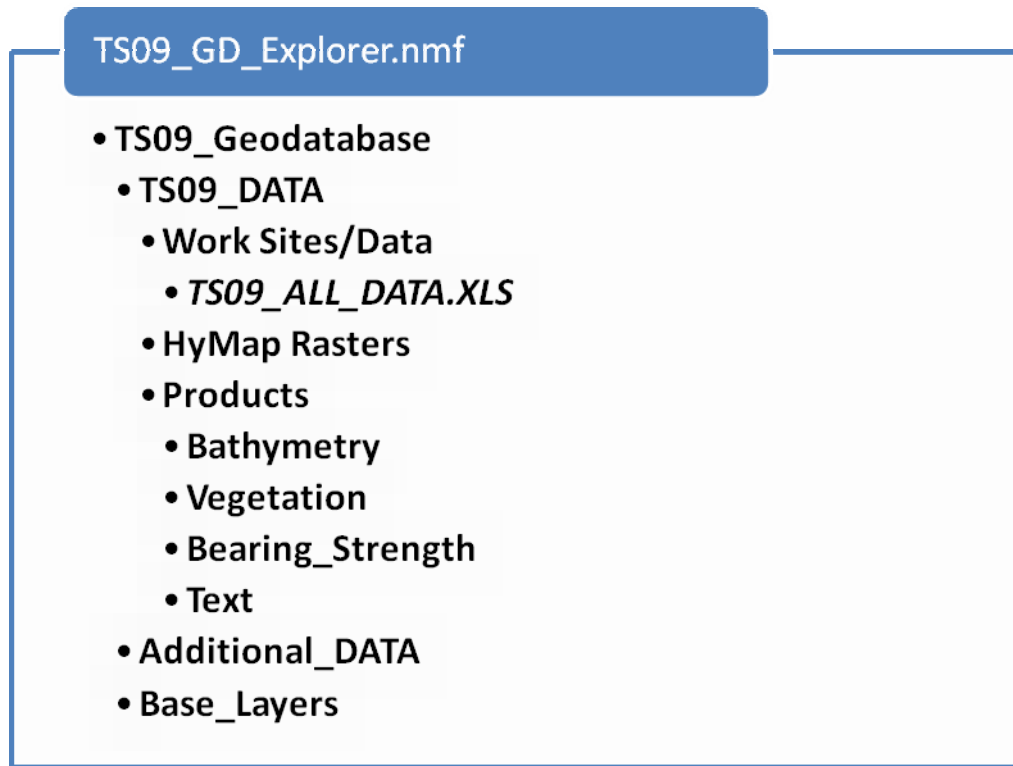 TS09_GD_Explorer.nmf
• TS09_Geodatabase
• TS09_DATA
• Work Sites/Data
• TS09_ALL_DATA.XLS
• HyMap Rasters
• Products
• Bathymetry
• Vegetation
• Bearing_Strength
• Text
• Additional_DATA
• Base_Layers